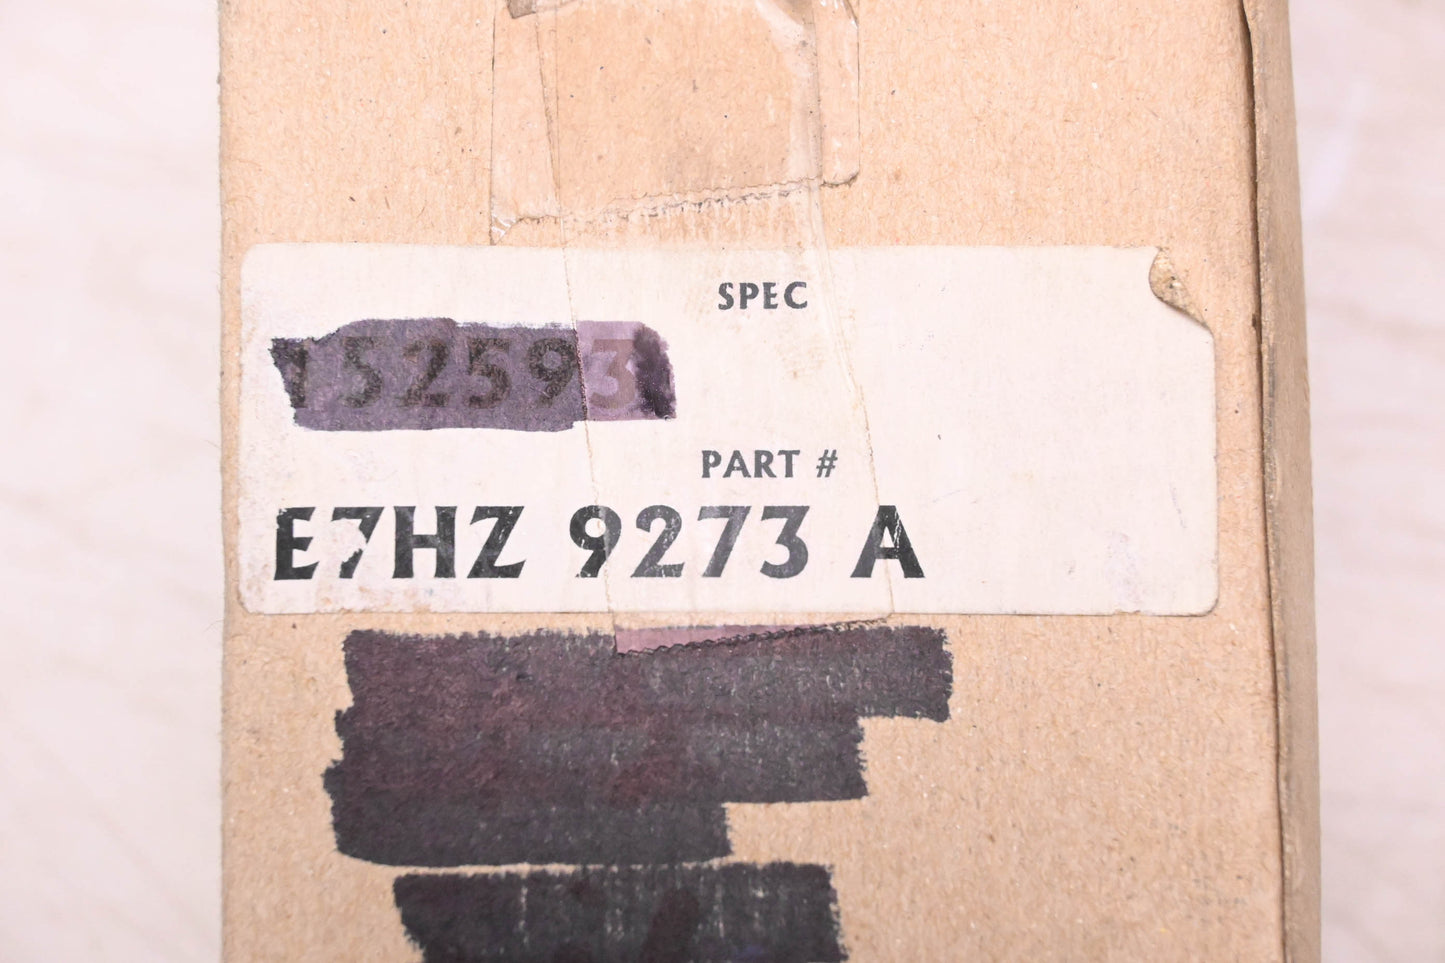 SPEC
152593
PART #
E7HZ 9273 A